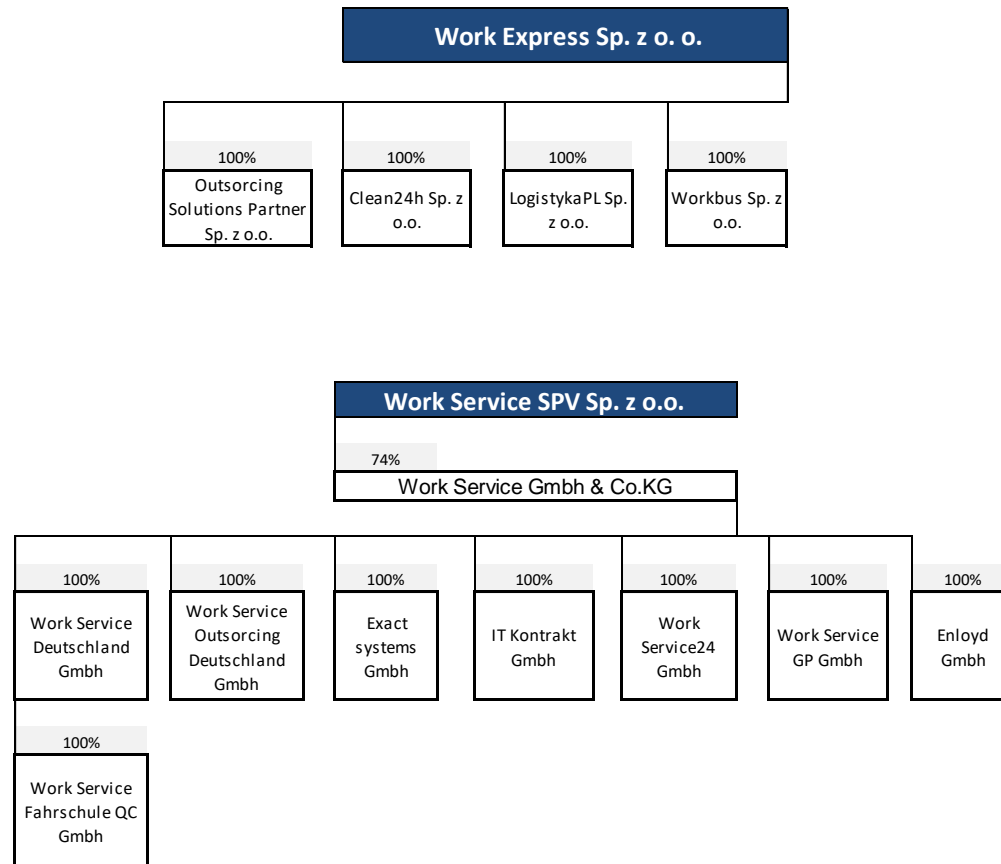 Work Express Sp. z o. o.
100%
100%
100%
100%
Outsorcing
Solutions Partner
Sp. z o.o.
Clean24h Sp. z
o.o.
LogistykaPL Sp.
z o.o.
Workbus Sp. z
o.o.
Work Service SPV Sp. z o.o.
74%
Work Service Gmbh & Co.KG
100%
100%
100%
100%
100%
100%
100%
Work Service
Deutschland
Gmbh
Work Service
Outsorcing
Deutschland
Gmbh
Exact
systems
Gmbh
IT Kontrakt
Gmbh
Work
Service24
Gmbh
Work Service
GP Gmbh
Enloyd
Gmbh
100%
Work Service
Fahrschule QC
Gmbh